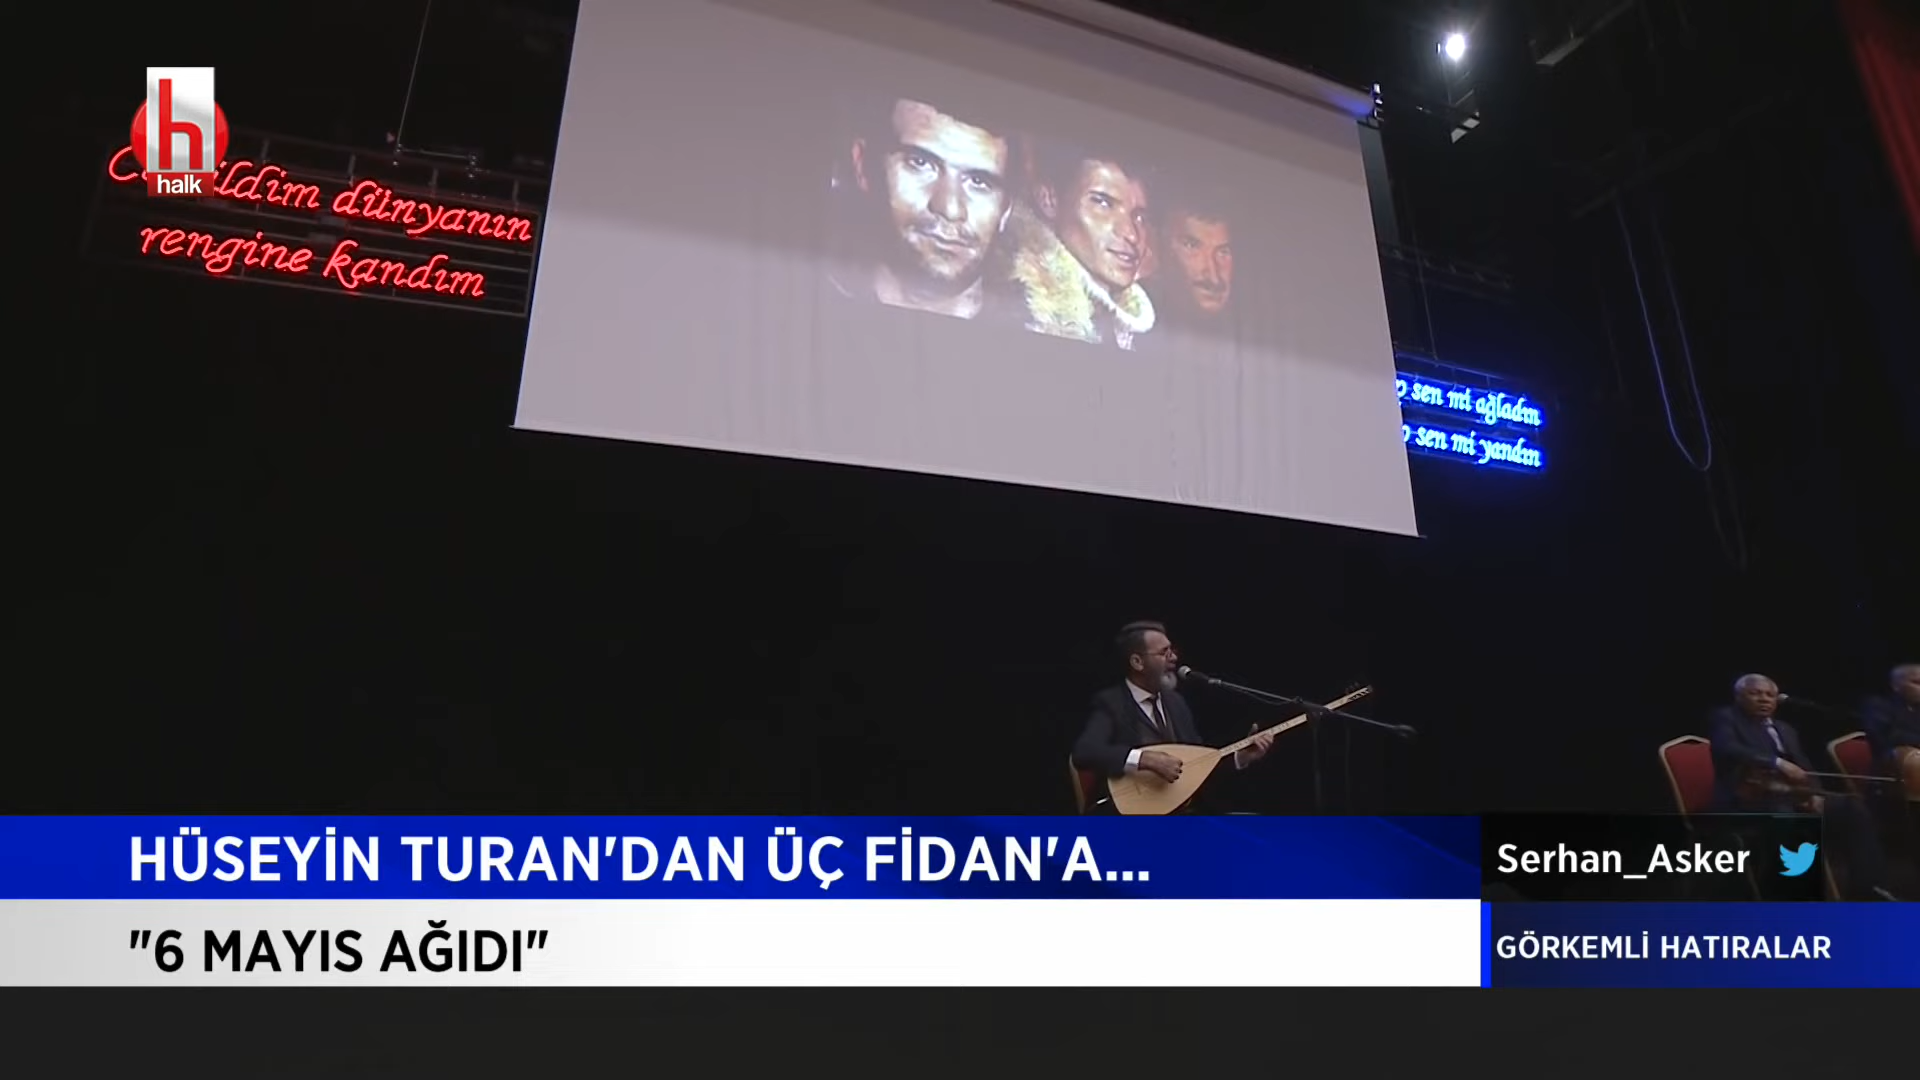 h
halk
ildim dünyanın
rengine kandım
sen mi ağladın
sen mi yandın
HÜSEYİN TURAN'DAN ÜÇ FİDAN'A...
Serhan_Asker
"6 MAYIS AĞIDI"
GÖRKEMLİ HATIRALAR